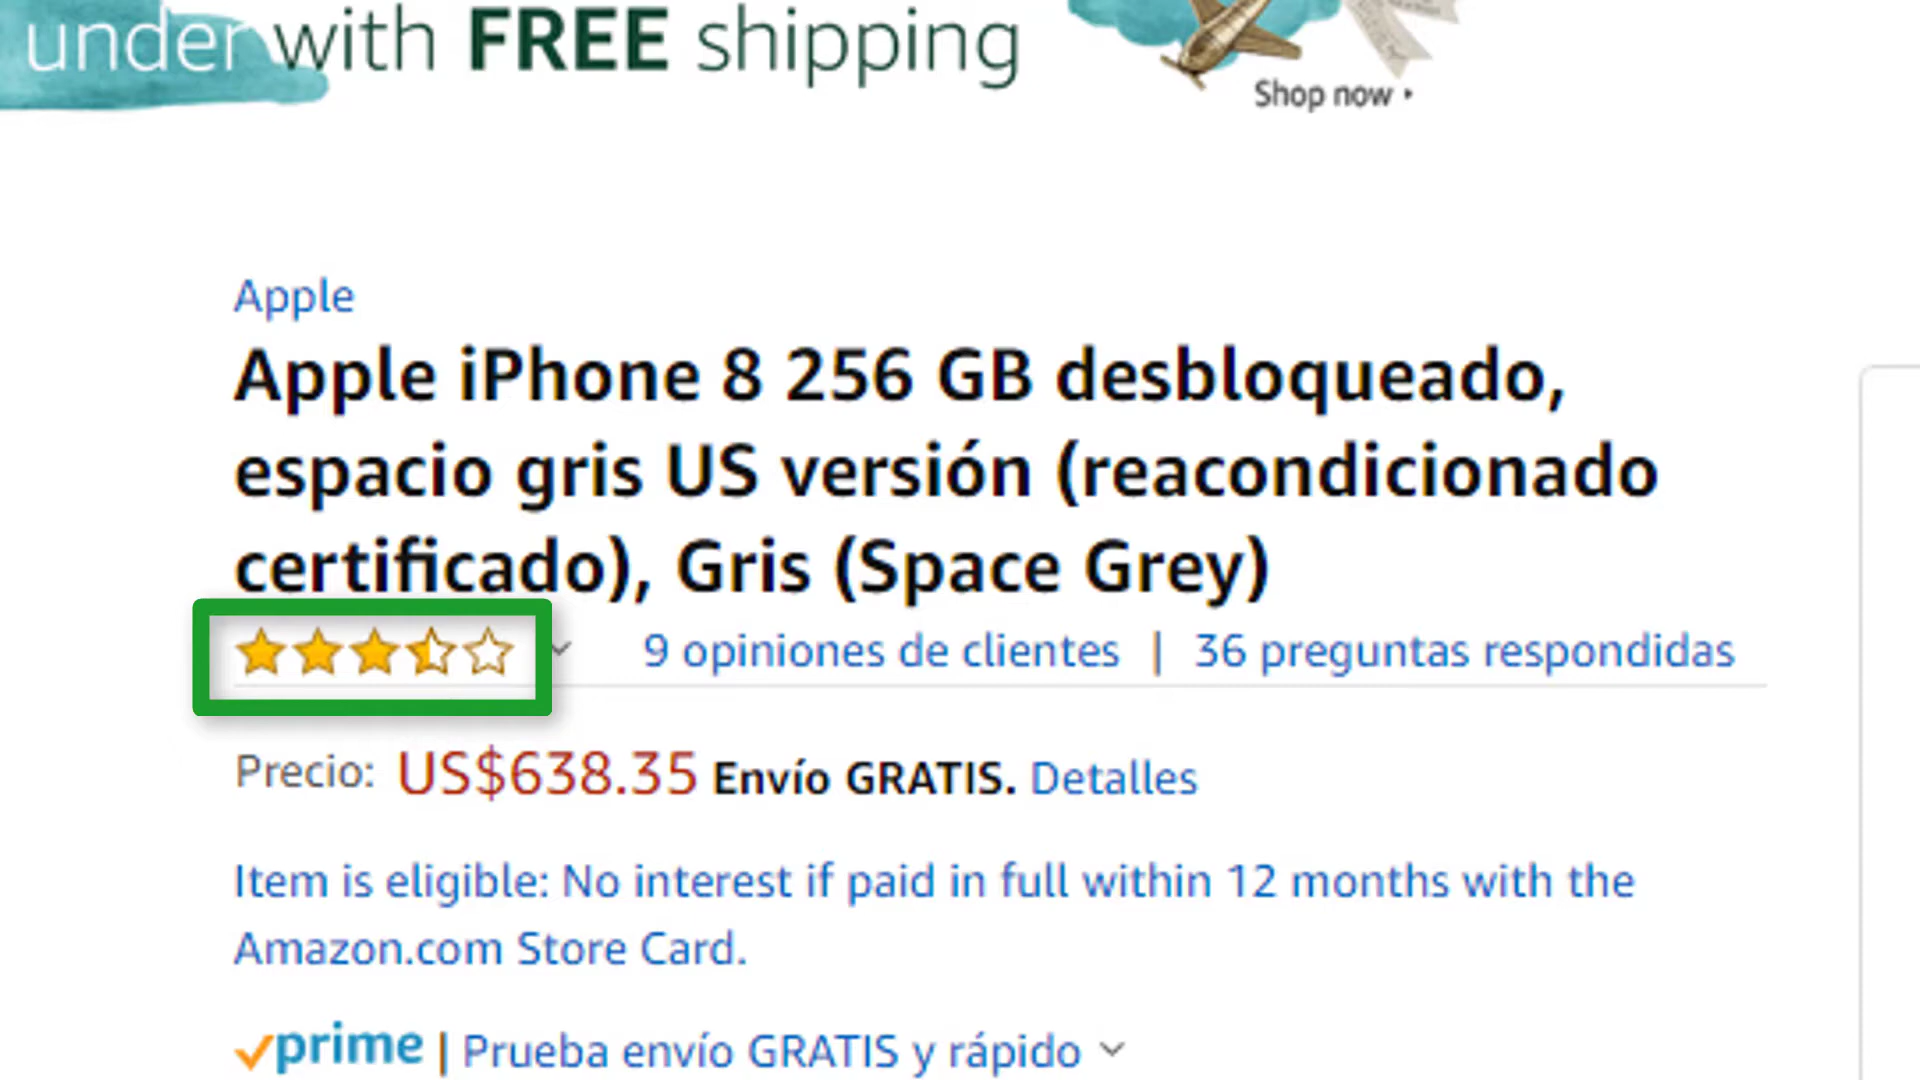 under with FREE shipping
Shop now
Apple
Apple iPhone 8 256 GB desbloqueado,
espacio gris US versión (reacondicionado
certificado), Gris (Space Grey)
9 opiniones de clientes | 36 preguntas respondidas
Precio: US$638.35 Envío GRATIS. Detalles
Item is eligible: No interest if paid in full within 12 months with the
Amazon.com Store Card.
prime | Prueba envío GRATIS y rápido